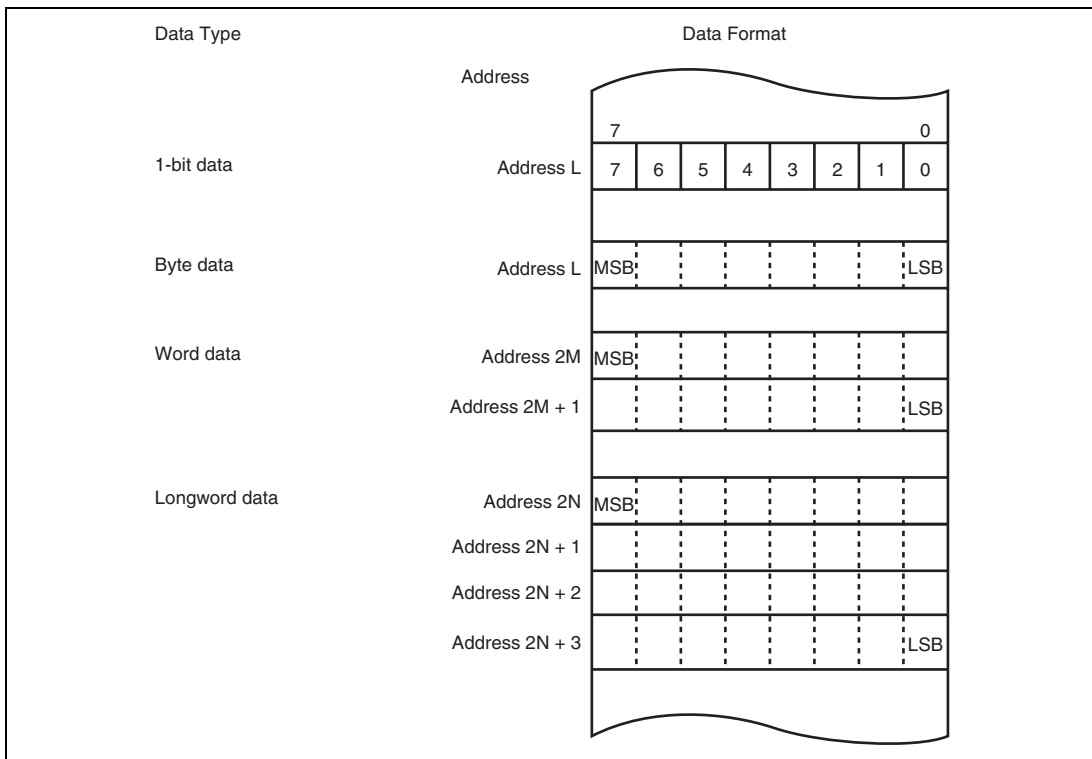 Data Type Data Format
Address
7 0
1-bit data Address L 7 6 5 4 3 2 1 0
Byte data Address L MSB LSB
Word data Address 2M MSB
Address 2M + 1 LSB
Longword data Address 2N MSB
Address 2N + 1
Address 2N + 2
Address 2N + 3 LSB